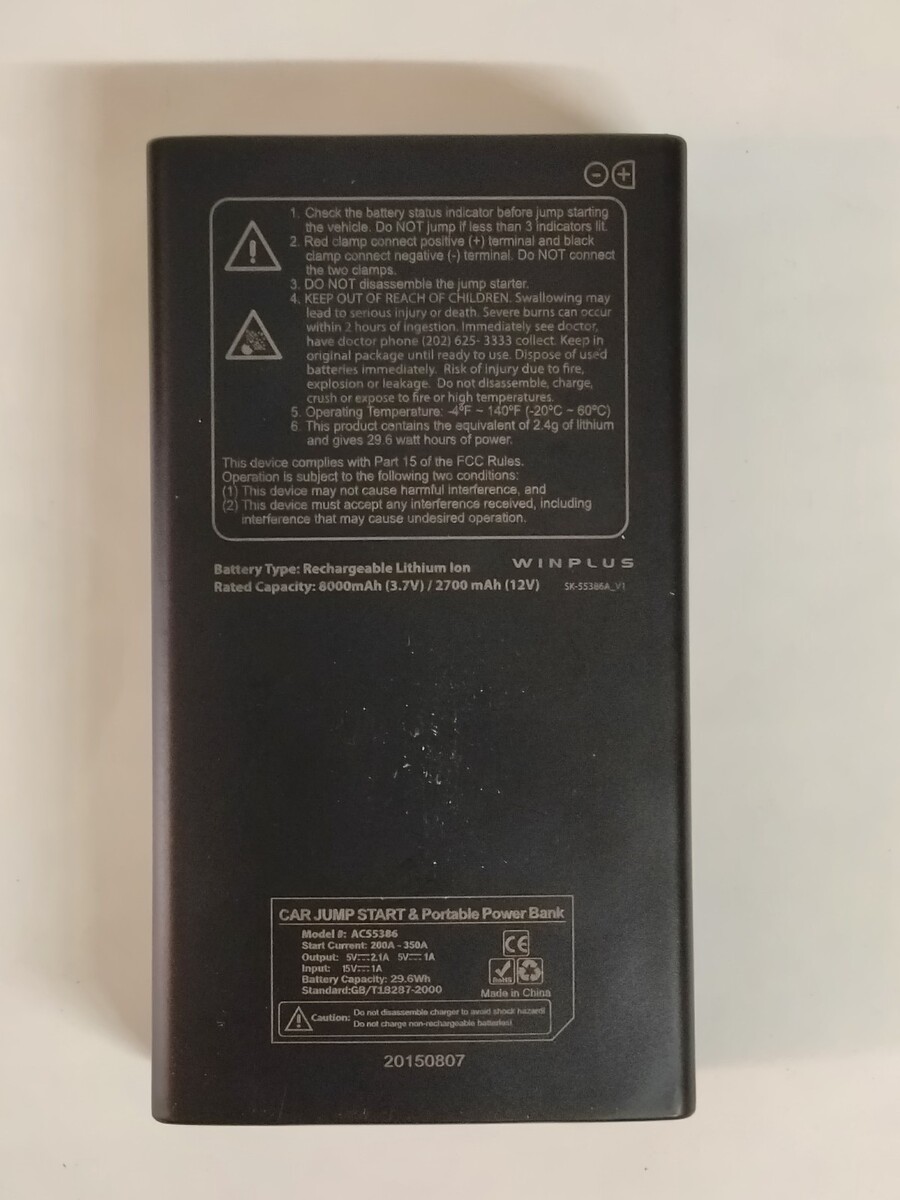 1. Check the battery status indicator before jump starting
the vehicle. Do NOT jump if less than 3 indicators lit.
2. Red clamp connect positive (+) terminal and black
clamp connect negative (-) terminal. Do NOT connect
the two clamps.
3. DO NOT disassemble the jump starter.
4. KEEP OUT OF REACH OF CHILDREN. Swallowing may
lead to serious injury or death. Severe burns can occur
within 2 hours of ingestion. Immediately see doctor,
have doctor phone (202) 625- 3333 collect. Keep in
original package until ready to use. Dispose of used
batteries immediately. Risk of injury due to fire,
explosion or leakage. Do not disassemble, charge,
crush or expose to fire or high temperatures.
5. Operating Temperature: -4°F ~ 140°F (-20°C ~ 60°C)
6. This product contains the equivalent of 2.4g of lithium
and gives 29.6 watt hours of power.
This device complies with Part 15 of the FCC Rules.
Operation is subject to the following two conditions:
(1) This device may not cause harmful interference, and
(2) This device must accept any interference received, including
interference that may cause undesired operation.
Battery Type: Rechargeable Lithium Ion WINPLUS
Rated Capacity: 8000mAh (3.7V) / 2700 mAh (12V) SK-55386A_V1
CAR JUMP START & Portable Power Bank
Model #: AC55386
Start Current: 200A - 350A
Output: 5V⎓2.1A 5V⎓1A
Input: 15V⎓1A
Battery Capacity: 29.6Wh
Standard:GB/T18287-2000
CE
RoHS
Made in China
Caution: Do not disassemble charger to avoid shock hazard!
Do not charge non-rechargeable batteries!
20150807